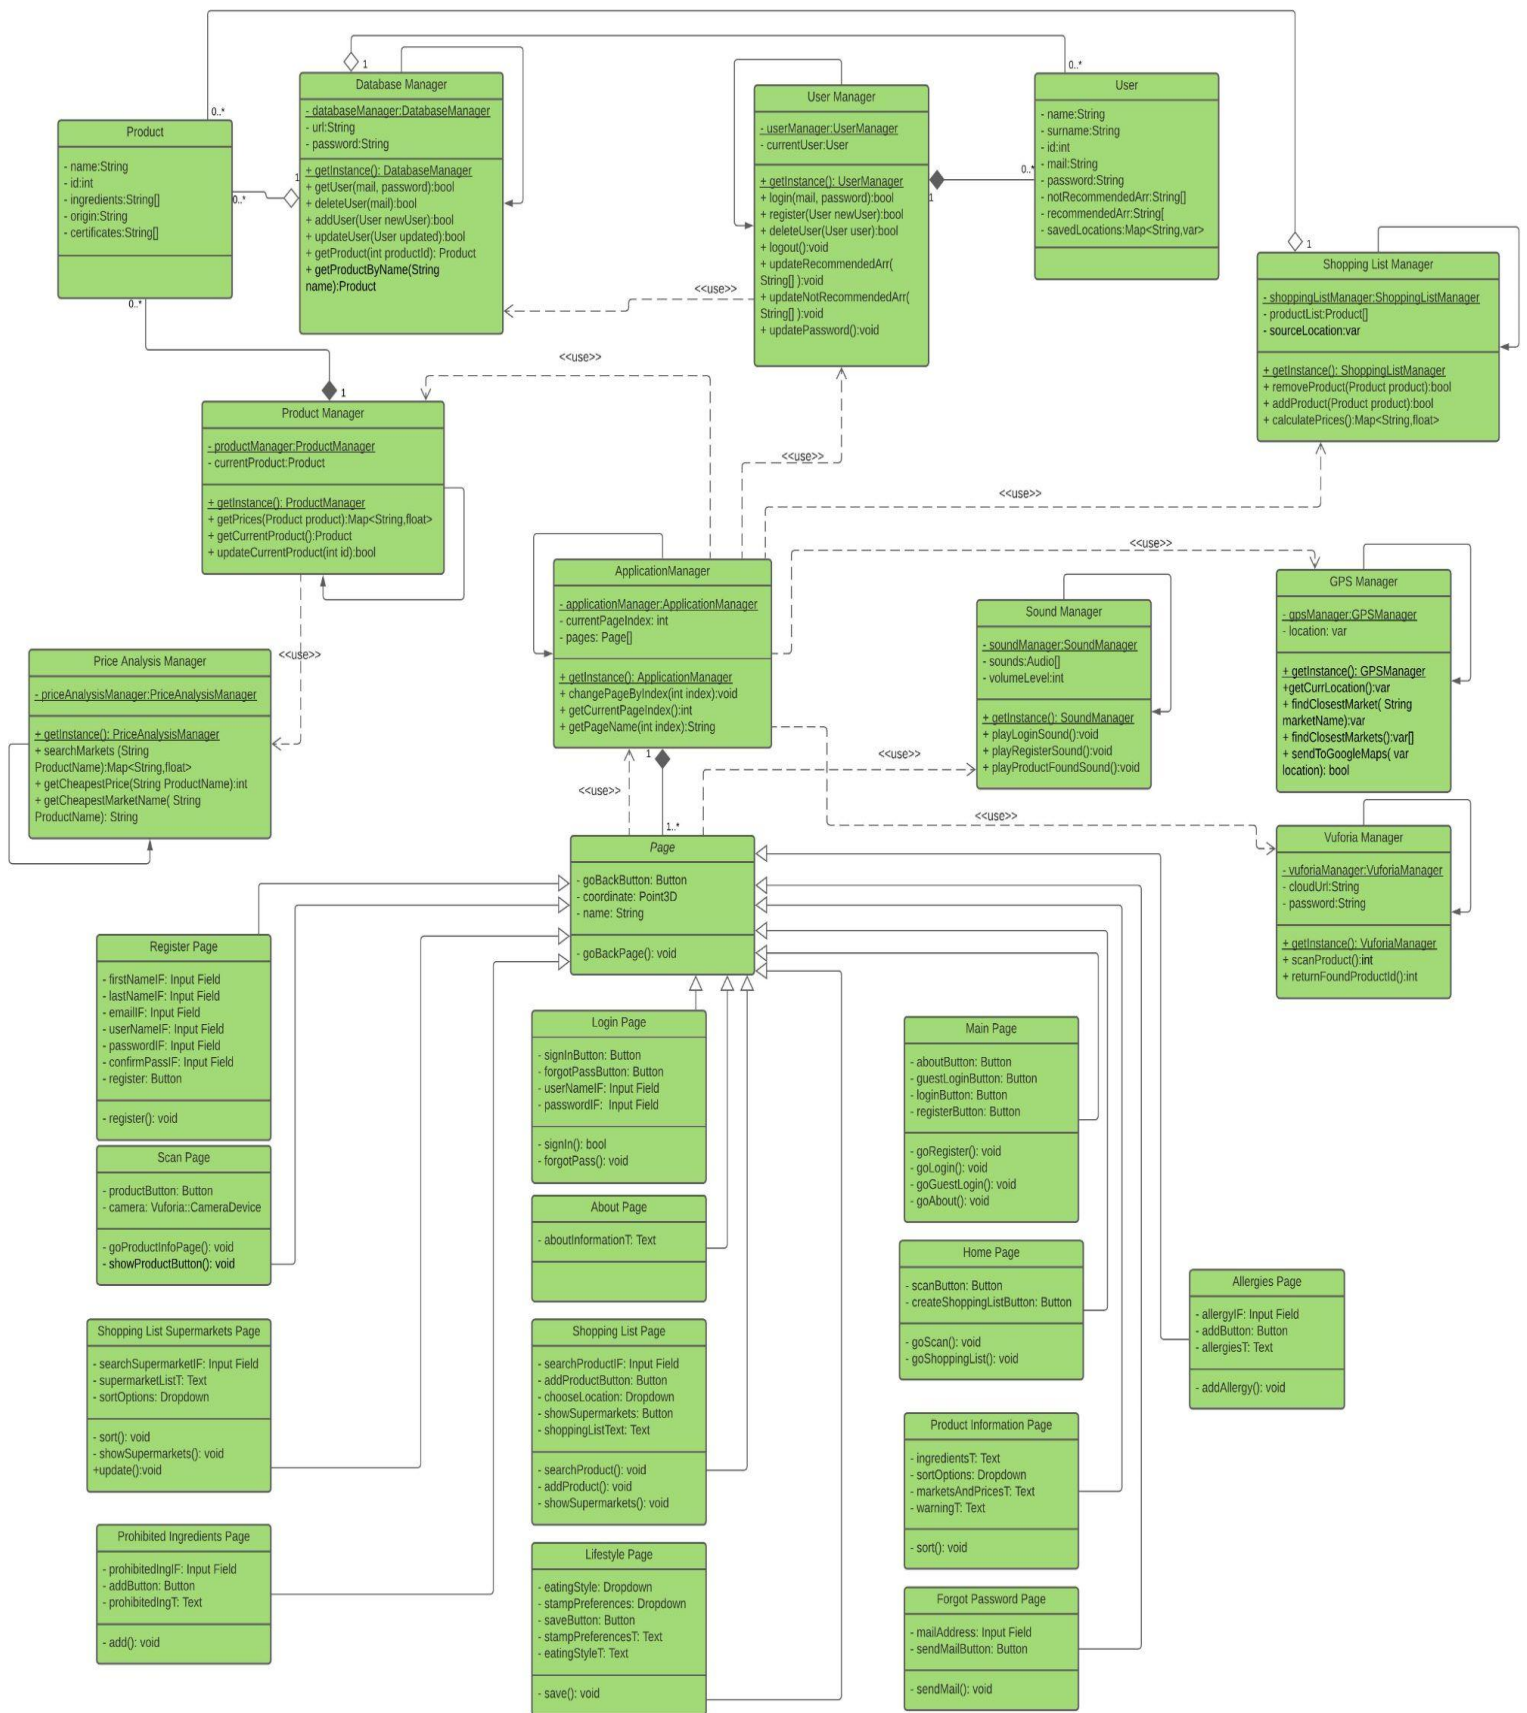 1
0..*
0..*
Database Manager
- databaseManager:DatabaseManager
- url:String
- password:String
+ getInstance(): DatabaseManager
+ getUser(mail, password):bool
+ deleteUser(mail):bool
+ addUser(User newUser):bool
+ updateUser(User updated):bool
+ getProduct(int productId): Product
+ getProductByName(String
name):Product
User Manager
- userManager:UserManager
- currentUser:User
+ getInstance(): UserManager
+ login(mail, password):bool
+ register(User newUser):bool
+ deleteUser(User user):bool
+ logout():void
+ updateRecommendedArr(
String[] ):void
+ updateNotRecommendedArr(
String[] ):void
+ updatePassword():void
User
- name:String
- surname:String
- id:int
- mail:String
- password:String
- notRecommendedArr:String[]
- recommendedArr:String[
- savedLocations:Map<String,var>
0..*
1
Product
- name:String
- id:int
- ingredients:String[]
- origin:String
- certificates:String[]
1
0..*
0..*
1
1
Shopping List Manager
- shoppingListManager:ShoppingListManager
- productList:Product[]
- sourceLocation:var
+ getInstance(): ShoppingListManager
+ removeProduct(Product product):bool
+ addProduct(Product product):bool
+ calculatePrices():Map<String,float>
<<use>>
<<use>>
<<use>>
<<use>>
<<use>>
Product Manager
- productManager:ProductManager
- currentProduct:Product
+ getInstance(): ProductManager
+ getPrices(Product product):Map<String,float>
+ getCurrentProduct():Product
+ updateCurrentProduct(int id):bool
ApplicationManager
- applicationManager:ApplicationManager
- currentPageIndex: int
- pages: Page[]
+ getInstance(): ApplicationManager
+ changePageByIndex(int index):void
+ getCurrentPageIndex():int
+ getPageName(int index):String
Sound Manager
- soundManager:SoundManager
- sounds:Audio[]
- volumeLevel:int
+ getInstance(): SoundManager
+ playLoginSound():void
+ playRegisterSound():void
+ playProductFoundSound():void
GPS Manager
- gpsManager:GPSManager
- location: var
+ getInstance(): GPSManager
+getCurrLocation():var
+ findClosestMarket( String
marketName):var
+ findClosestMarkets():var[]
+ sendToGoogleMaps( var
location): bool
<<use>>
Price Analysis Manager
- priceAnalysisManager:PriceAnalysisManager
+ getInstance(): PriceAnalysisManager
+ searchMarkets (String
ProductName):Map<String,float>
+ getCheapestPrice(String ProductName):int
+ getCheapestMarketName( String
ProductName): String
1
<<use>>
<<use>>
<<use>>
1..*
Vuforia Manager
- vuforiaManager:VuforiaManager
- cloudUrl:String
- password:String
+ getInstance(): VuforiaManager
+ scanProduct():int
+ returnFoundProductId():int
Page
- goBackButton: Button
- coordinate: Point3D
- name: String
- goBackPage(): void
Register Page
- firstNameIF: Input Field
- lastNameIF: Input Field
- emailIF: Input Field
- userNameIF: Input Field
- passwordIF: Input Field
- confirmPassIF: Input Field
- register: Button
- register(): void
Login Page
- signInButton: Button
- forgotPassButton: Button
- userNameIF: Input Field
- passwordIF:  Input Field
- signIn(): bool
- forgotPass(): void
Main Page
- aboutButton: Button
- guestLoginButton: Button
- loginButton: Button
- registerButton: Button
- goRegister(): void
- goLogin(): void
- goGuestLogin(): void
- goAbout(): void
Scan Page
- productButton: Button
- camera: Vuforia::CameraDevice
- goProductInfoPage(): void
- showProductButton(): void
About Page
- aboutInformationT: Text
Home Page
- scanButton: Button
- createShoppingListButton: Button
- goScan(): void
- goShoppingList(): void
Allergies Page
- allergyIF: Input Field
- addButton: Button
- allergiesT: Text
- addAllergy(): void
Shopping List Supermarkets Page
- searchSupermarketIF: Input Field
- supermarketListT: Text
- sortOptions: Dropdown
- sort(): void
- showSupermarkets(): void
+update():void
Shopping List Page
- searchProductIF: Input Field
- addProductButton: Button
- chooseLocation: Dropdown
- showSupermarkets: Button
- shoppingListText: Text
- searchProduct(): void
- addProduct(): void
- showSupermarkets(): void
Product Information Page
- ingredientsT: Text
- sortOptions: Dropdown
- marketsAndPricesT: Text
- warningT: Text
- sort(): void
Prohibited Ingredients Page
- prohibitedIngIF: Input Field
- addButton: Button
- prohibitedIngT: Text
- add(): void
Lifestyle Page
- eatingStyle: Dropdown
- stampPreferences: Dropdown
- saveButton: Button
- stampPreferencesT: Text
- eatingStyleT: Text
- save(): void
Forgot Password Page
- mailAddress: Input Field
- sendMailButton: Button
- sendMail(): void